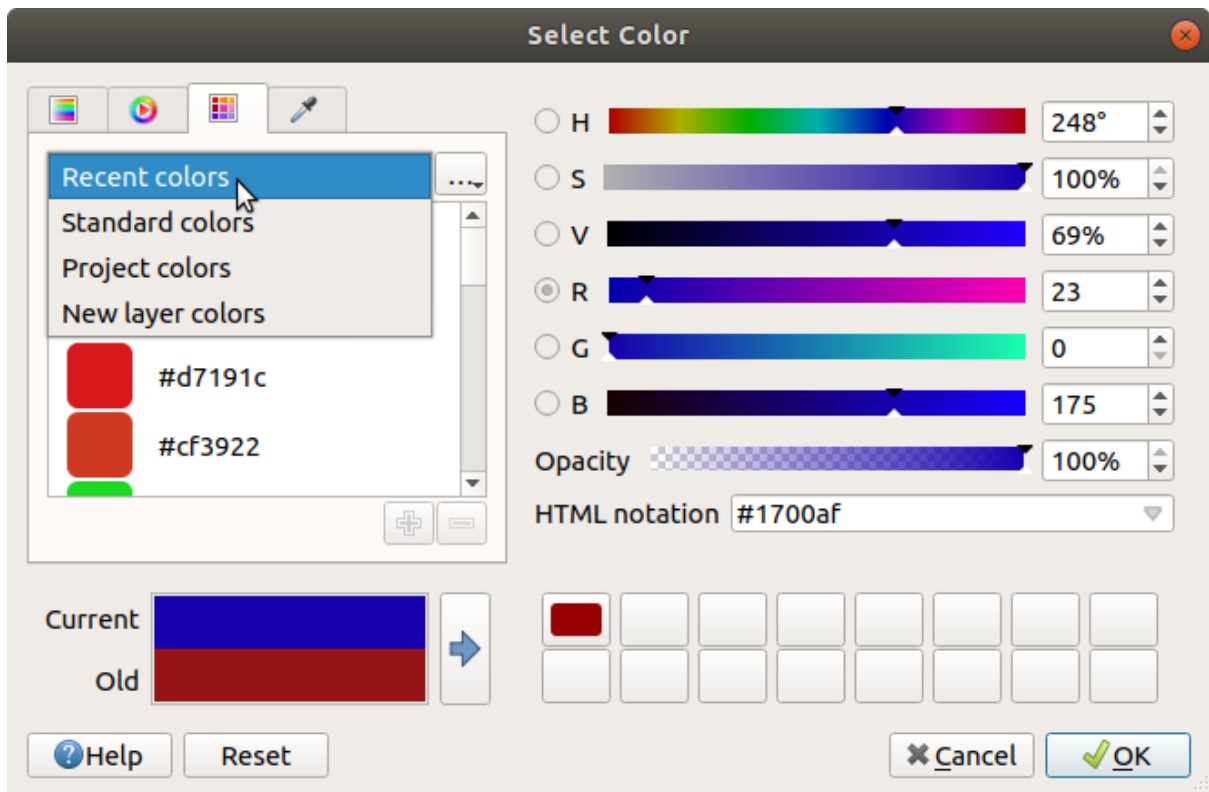 Select Color
Recent colors
...
Standard colors
Project colors
New layer colors
#d7191c
#cf3922
H 248°
S 100%
V 69%
R 23
G 0
B 175
Opacity 100%
HTML notation #1700af
Current
Old
?Help
Reset
Cancel
OK